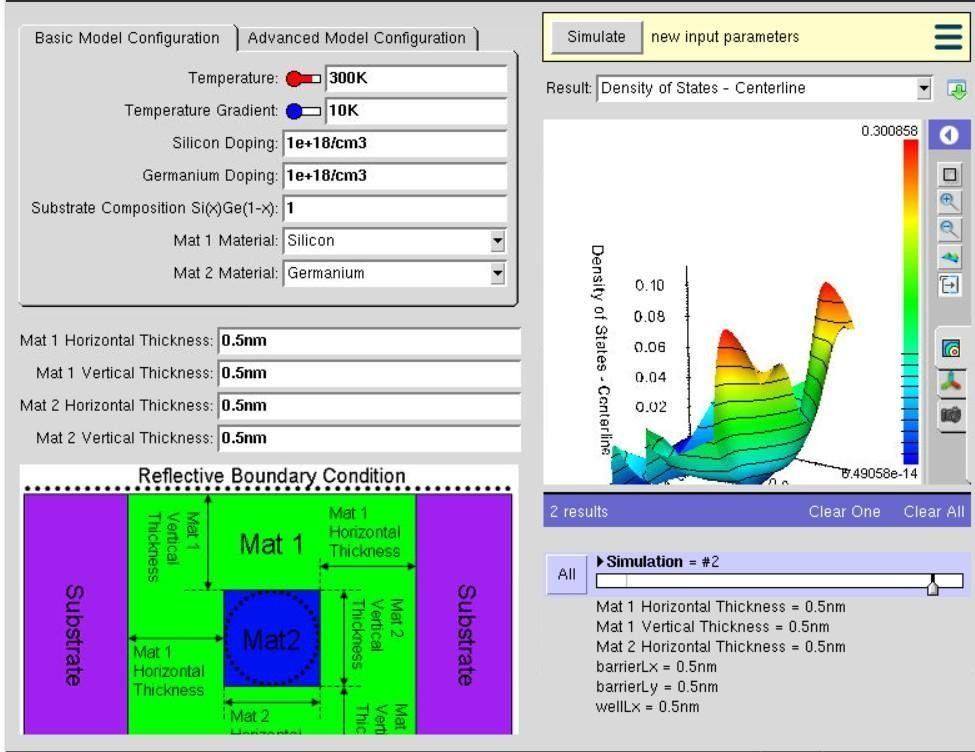 Basic Model Configuration
Advanced Model Configuration
Temperature: 300K
Temperature Gradient: 10K
Silicon Doping: 1e+18/cm3
Germanium Doping: 1e+18/cm3
Substrate Composition Si(x)Ge(1-x): 1
Mat 1 Material: Silicon
Mat 2 Material: Germanium
Mat 1 Horizontal Thickness: 0.5nm
Mat 1 Vertical Thickness: 0.5nm
Mat 2 Horizontal Thickness: 0.5nm
Mat 2 Vertical Thickness: 0.5nm
Reflective Boundary Condition
Substrate
Mat 1
Vertical
Thickness
Mat 1
Mat 1
Horizontal
Thickness
Mat2
Mat 2
Vertical
Thickness
Substrate
Mat 1
Horizontal
Thickness
Mat 2
Horizontal
Mat
Simulate
new input parameters
Result: Density of States - Centerline
0.300858
Density of States - Centerline
0.10
0.08
0.06
0.04
0.02
6.49058e-14
2 results
Clear One
Clear All
All
Simulation = #2
Mat 1 Horizontal Thickness = 0.5nm
Mat 1 Vertical Thickness = 0.5nm
Mat 2 Horizontal Thickness = 0.5nm
barrierLx = 0.5nm
barrierLy = 0.5nm
wellLx = 0.5nm